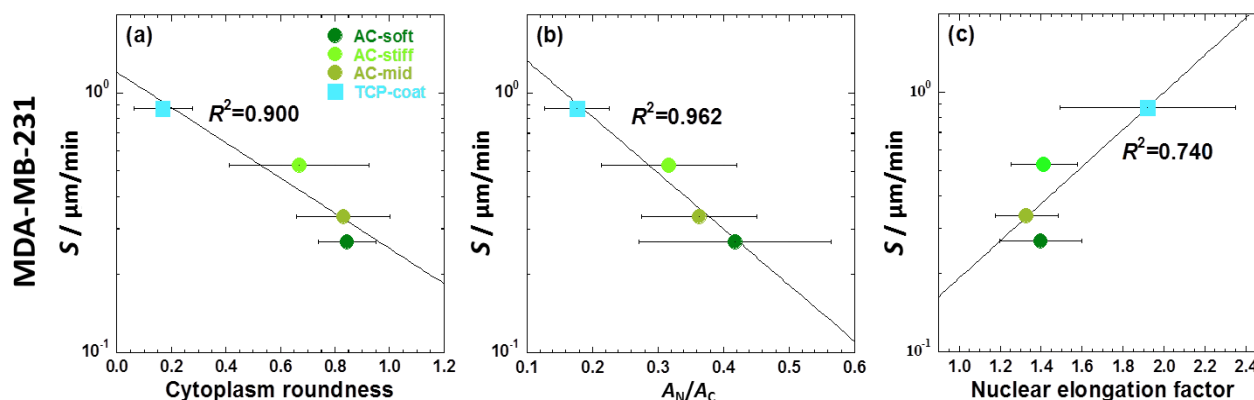 MDA-MB-231
(a)
AC-soft
AC-stiff
AC-mid
TCP-coat
R²=0.900
S / µm/min
10⁰
10⁻¹
0.0 0.2 0.4 0.6 0.8 1.0 1.2
Cytoplasm roundness
(b)
R²=0.962
S / µm/min
10⁰
10⁻¹
0.1 0.2 0.3 0.4 0.5 0.6
A_N/A_C
(c)
R²=0.740
S / µm/min
10⁰
10⁻¹
1.0 1.2 1.4 1.6 1.8 2.0 2.2 2.4
Nuclear elongation factor